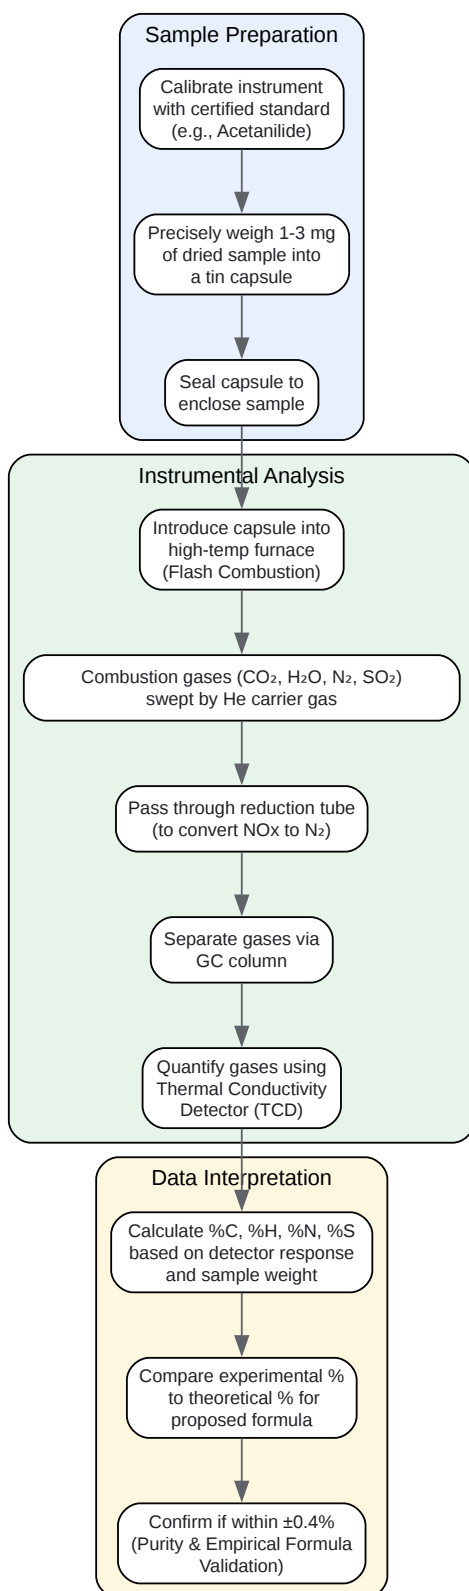 Sample Preparation
Calibrate instrument
with certified standard
(e.g., Acetanilide)
Precisely weigh 1-3 mg
of dried sample into
a tin capsule
Seal capsule to
enclose sample
Instrumental Analysis
Introduce capsule into
high-temp furnace
(Flash Combustion)
Combustion gases (CO₂, H₂O, N₂, SO₂)
swept by He carrier gas
Pass through reduction tube
(to convert NOx to N₂)
Separate gases via
GC column
Quantify gases using
Thermal Conductivity
Detector (TCD)
Data Interpretation
Calculate %C, %H, %N, %S
based on detector response
and sample weight
Compare experimental %
to theoretical % for
proposed formula
Confirm if within ±0.4%
(Purity & Empirical Formula
Validation)